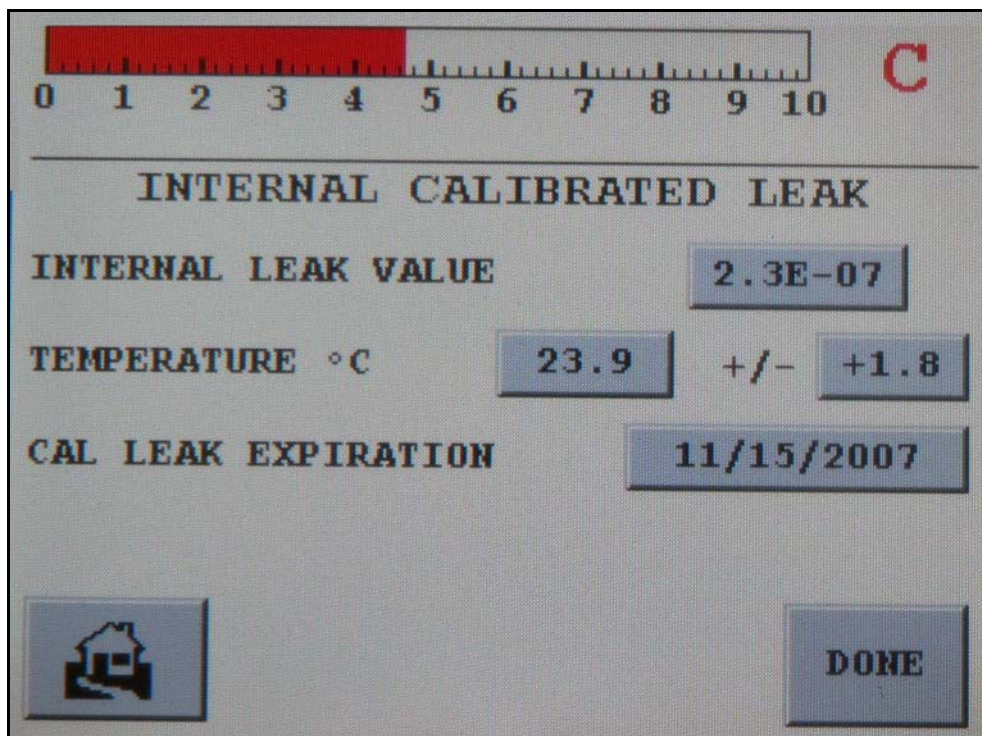 0 1 2 3 4 5 6 7 8 9 10 C
INTERNAL CALIBRATED LEAK
INTERNAL LEAK VALUE 2.3E-07
TEMPERATURE °C 23.9 +/- +1.8
CAL LEAK EXPIRATION 11/15/2007
DONE